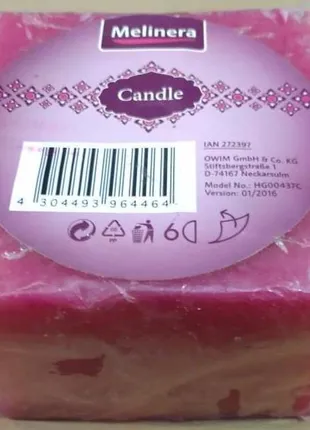 Melinera
Candle
IAN 272397
OWIM GmbH & Co. KG
Stiftsbergstraße 1
D-74167 Neckarsulm
Model No.: HG00437C
Version: 01/2016
4 304493 964464